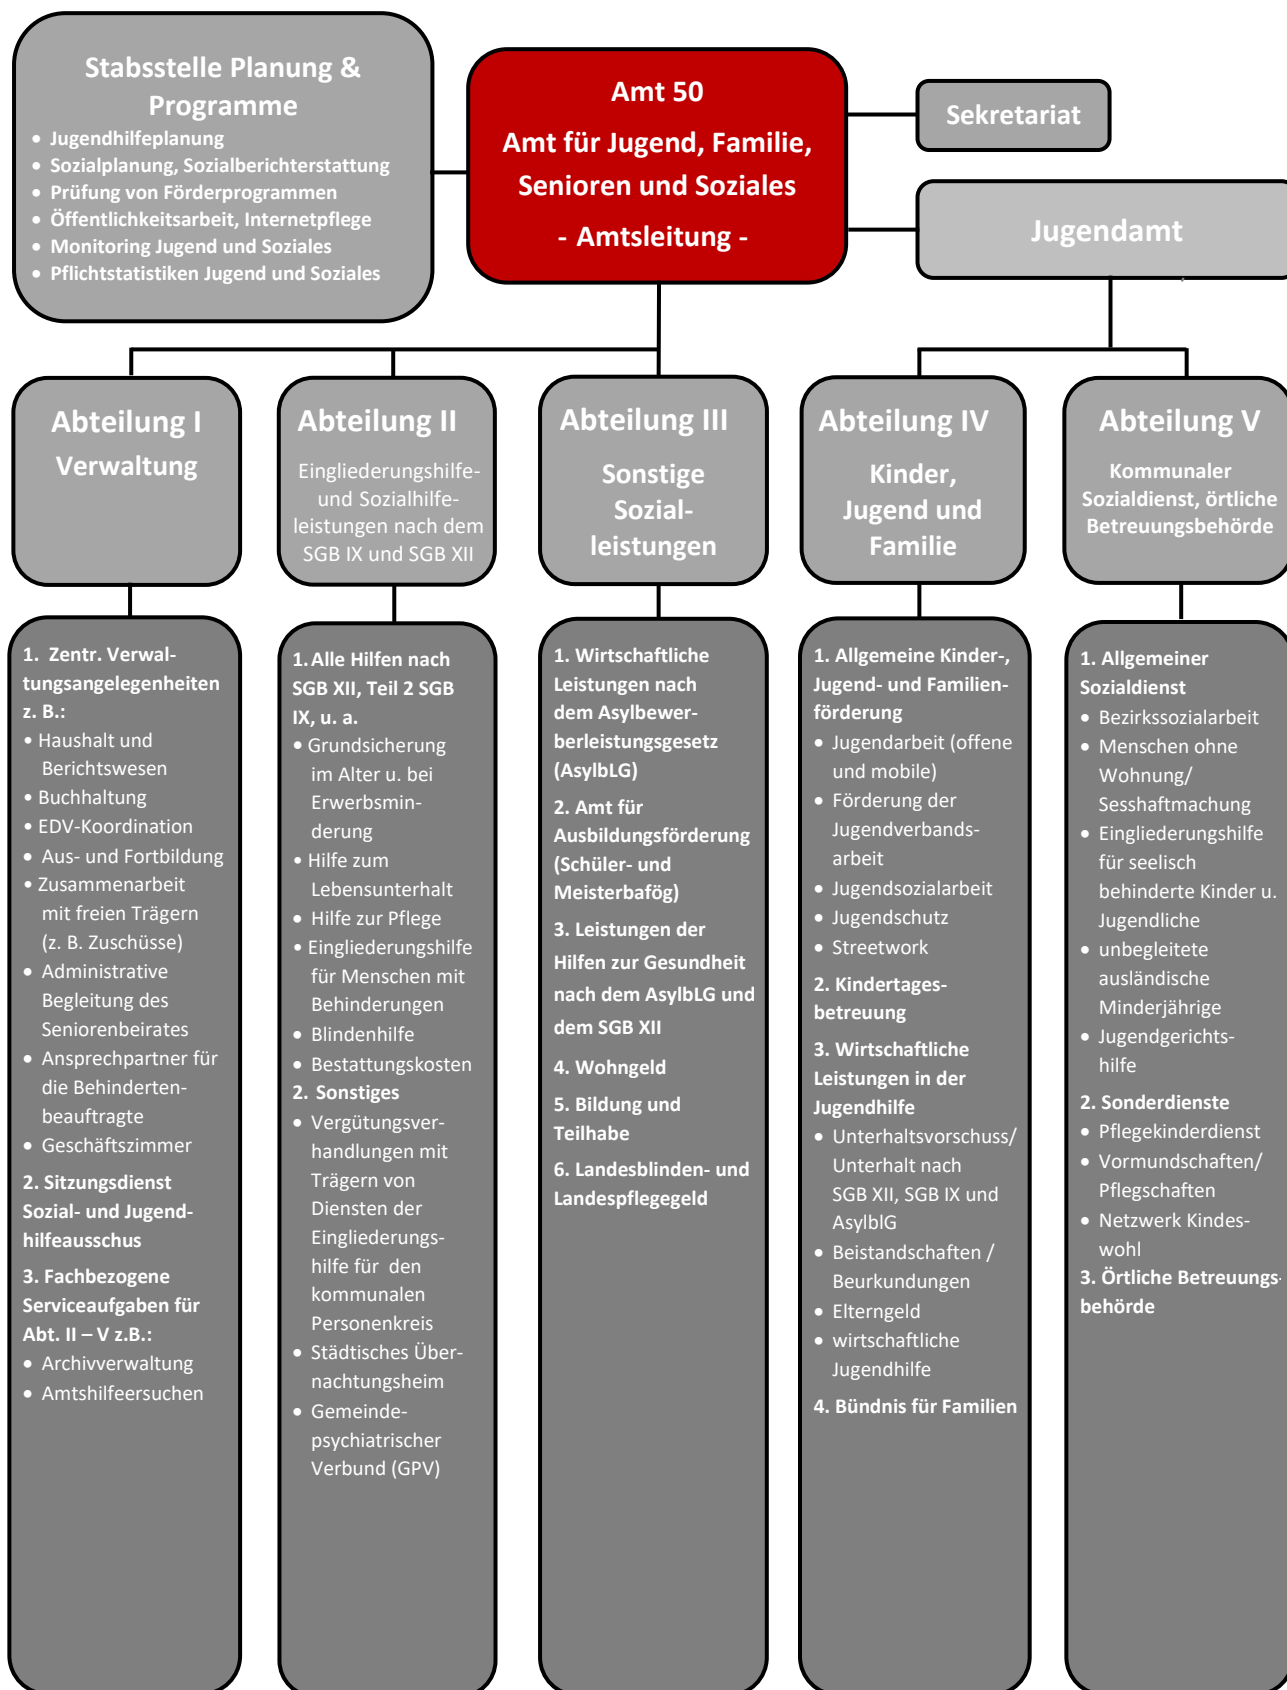 Stabsstelle Planung &
Programme
• Jugendhilfeplanung
• Sozialplanung, Sozialberichterstattung
• Prüfung von Förderprogrammen
• Öffentlichkeitsarbeit, Internetpflege
• Monitoring Jugend und Soziales
• Pflichtstatistiken Jugend und Soziales
Amt 50
Amt für Jugend, Familie,
Senioren und Soziales
- Amtsleitung -
Sekretariat
Jugendamt
Abteilung I
Verwaltung
Abteilung II
Eingliederungshilfe-
und Sozialhilfe-
leistungen nach dem
SGB IX und SGB XII
Abteilung III
Sonstige
Sozial-
leistungen
Abteilung IV
Kinder,
Jugend und
Familie
Abteilung V
Kommunaler
Sozialdienst, örtliche
Betreuungsbehörde
1. Zentr. Verwal-
tungsangelegenheiten
z. B.:
• Haushalt und
Berichtswesen
• Buchhaltung
• EDV-Koordination
• Aus- und Fortbildung
• Zusammenarbeit
mit freien Trägern
(z. B. Zuschüsse)
• Administrative
Begleitung des
Seniorenbeirates
• Ansprechpartner für
die Behinderten-
beauftragte
• Geschäftszimmer
2. Sitzungsdienst
Sozial- und Jugend-
hilfeausschus
3. Fachbezogene
Serviceaufgaben für
Abt. II – V z.B.:
• Archivverwaltung
• Amtshilfeersuchen
1. Alle Hilfen nach
SGB XII, Teil 2 SGB
IX, u. a.
• Grundsicherung
im Alter u. bei
Erwerbsmin-
derung
• Hilfe zum
Lebensunterhalt
• Hilfe zur Pflege
• Eingliederungshilfe
für Menschen mit
Behinderungen
• Blindenhilfe
• Bestattungskosten
2. Sonstiges
• Vergütungsver-
handlungen mit
Trägern von
Diensten der
Eingliederungs-
hilfe für den
kommunalen
Personenkreis
• Städtisches Über-
nachtungsheim
• Gemeinde-
psychiatrischer
Verbund (GPV)
1. Wirtschaftliche
Leistungen nach
dem Asylbewer-
berleistungsgesetz
(AsylbLG)
2. Amt für
Ausbildungsförderung
(Schüler- und
Meisterbafög)
3. Leistungen der
Hilfen zur Gesundheit
nach dem AsylbLG und
dem SGB XII
4. Wohngeld
5. Bildung und
Teilhabe
6. Landesblinden- und
Landespflegegeld
1. Allgemeine Kinder-,
Jugend- und Familien-
förderung
• Jugendarbeit (offene
und mobile)
• Förderung der
Jugendverbands-
arbeit
• Jugendsozialarbeit
• Jugendschutz
• Streetwork
2. Kindertages-
betreuung
3. Wirtschaftliche
Leistungen in der
Jugendhilfe
• Unterhaltsvorschuss/
Unterhalt nach
SGB XII, SGB IX und
AsylblG
• Beistandschaften /
Beurkundungen
• Elterngeld
• wirtschaftliche
Jugendhilfe
4. Bündnis für Familien
1. Allgemeiner
Sozialdienst
• Bezirkssozialarbeit
• Menschen ohne
Wohnung/
Sesshaftmachung
• Eingliederungshilfe
für seelisch
behinderte Kinder u.
Jugendliche
• unbegleitete
ausländische
Minderjährige
• Jugendgerichts-
hilfe
2. Sonderdienste
• Pflegekinderdienst
• Vormundschaften/
Pflegschaften
• Netzwerk Kindes-
wohl
3. Örtliche Betreuungs-
behörde